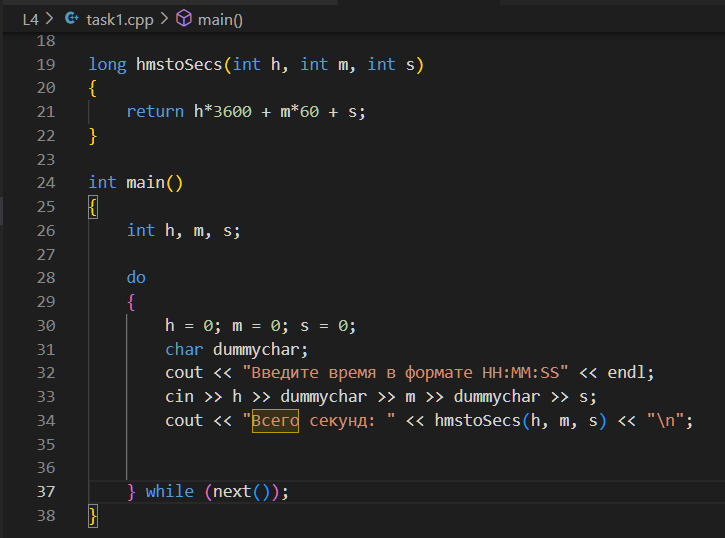 L4 > task1.cpp > main()
18
19 long hmstoSecs(int h, int m, int s)
20 {
21     return h*3600 + m*60 + s;
22 }
23
24 int main()
25 {
26     int h, m, s;
27
28     do
29     {
30         h = 0; m = 0; s = 0;
31         char dummychar;
32         cout << "Введите время в формате HH:MM:SS" << endl;
33         cin >> h >> dummychar >> m >> dummychar >> s;
34         cout << "Всего секунд: " << hmstoSecs(h, m, s) << "\n";
35
36
37     } while (next());
38 }